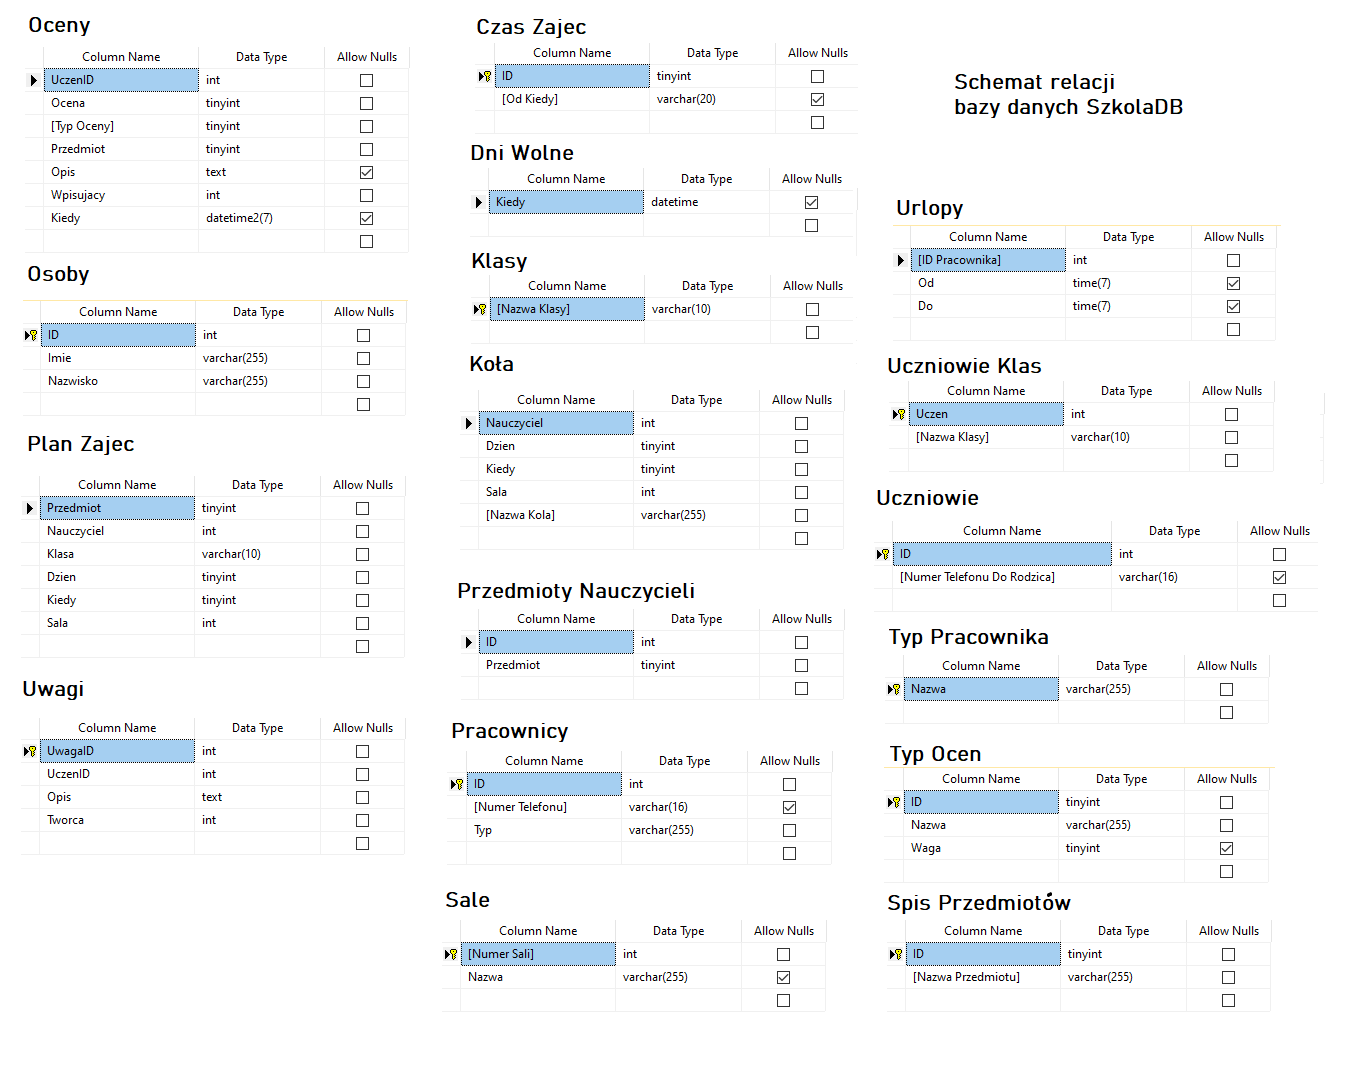 Oceny
Column Name Data Type Allow Nulls
UczenID int
Ocena tinyint
[Typ Oceny] tinyint
Przedmiot tinyint
Opis text
Wpisujacy int
Kiedy datetime2(7)
Osoby
Column Name Data Type Allow Nulls
ID int
Imie varchar(255)
Nazwisko varchar(255)
Plan Zajec
Column Name Data Type Allow Nulls
Przedmiot tinyint
Nauczyciel int
Klasa varchar(10)
Dzien tinyint
Kiedy tinyint
Sala int
Uwagi
Column Name Data Type Allow Nulls
UwagaID int
UczenID int
Opis text
Tworca int
Czas Zajec
Column Name Data Type Allow Nulls
ID tinyint
[Od Kiedy] varchar(20)
Dni Wolne
Column Name Data Type Allow Nulls
Kiedy datetime
Klasy
Column Name Data Type Allow Nulls
[Nazwa Klasy] varchar(10)
Koła
Column Name Data Type Allow Nulls
Nauczyciel int
Dzien tinyint
Kiedy tinyint
Sala int
[Nazwa Kola] varchar(255)
Przedmioty Nauczycieli
Column Name Data Type Allow Nulls
ID int
Przedmiot tinyint
Pracownicy
Column Name Data Type Allow Nulls
ID int
[Numer Telefonu] varchar(16)
Typ varchar(255)
Sale
Column Name Data Type Allow Nulls
[Numer Sali] int
Nazwa varchar(255)
Schemat relacji
bazy danych SzkolaDB
Urlopy
Column Name Data Type Allow Nulls
[ID Pracownika] int
Od time(7)
Do time(7)
Uczniowie Klas
Column Name Data Type Allow Nulls
Uczen int
[Nazwa Klasy] varchar(10)
Uczniowie
Column Name Data Type Allow Nulls
ID int
[Numer Telefonu Do Rodzica] varchar(16)
Typ Pracownika
Column Name Data Type Allow Nulls
Nazwa varchar(255)
Typ Ocen
Column Name Data Type Allow Nulls
ID tinyint
Nazwa varchar(255)
Waga tinyint
Spis Przedmiotów
Column Name Data Type Allow Nulls
ID tinyint
[Nazwa Przedmiotu] varchar(255)